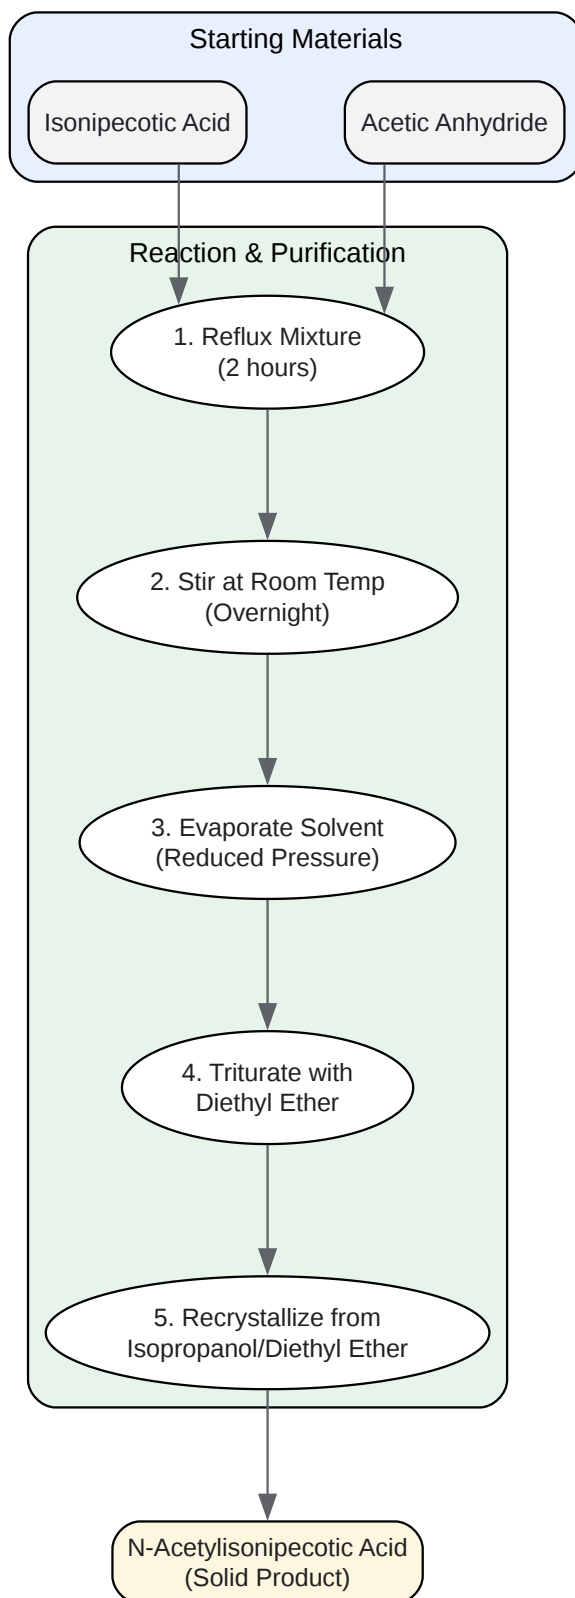 Starting Materials
Isonipecotic Acid
Acetic Anhydride
Reaction & Purification
1. Reflux Mixture
(2 hours)
2. Stir at Room Temp
(Overnight)
3. Evaporate Solvent
(Reduced Pressure)
4. Triturate with
Diethyl Ether
5. Recrystallize from
Isopropanol/Diethyl Ether
N-Acetylisonipecotic Acid
(Solid Product)